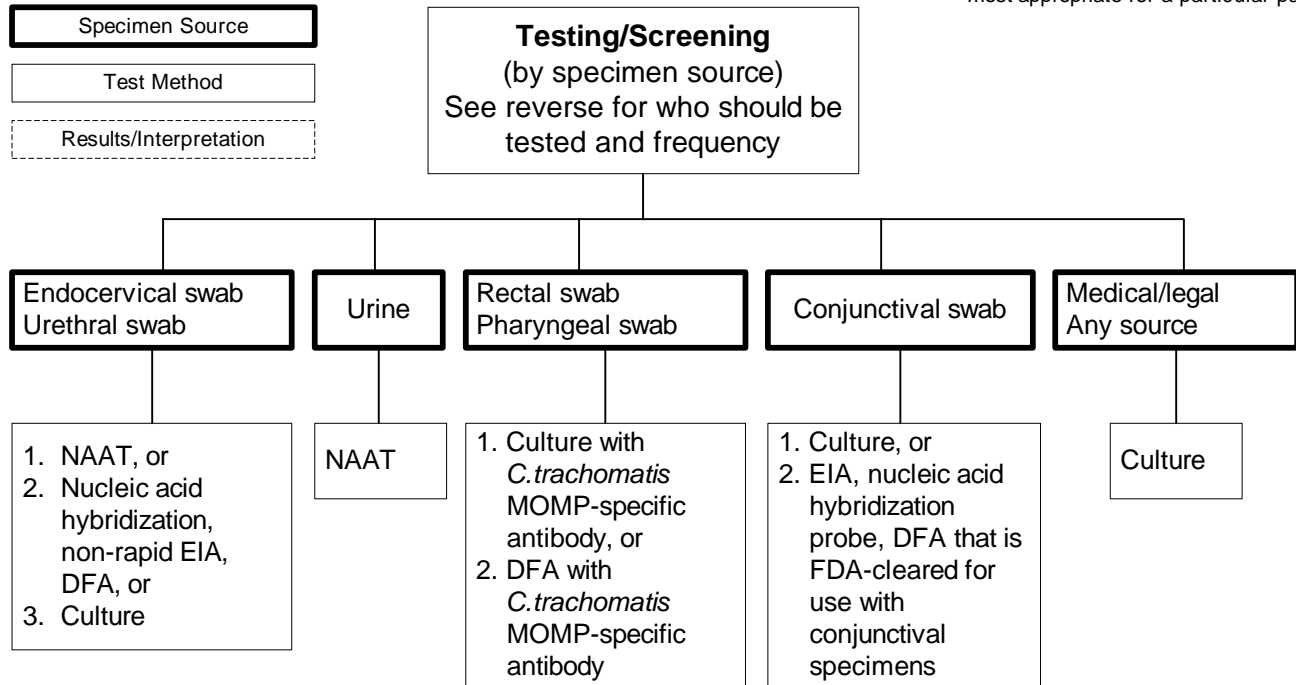 most appropriate for a particular
Specimen Source
Test Method
Results/Interpretation
Testing/Screening
(by specimen source)
See reverse for who should be
tested and frequency
Endocervical swab
Urethral swab
Urine
Rectal swab
Pharyngeal swab
Conjunctival swab
Medical/legal
Any source
1. NAAT, or
2. Nucleic acid
hybridization,
non-rapid EIA,
DFA, or
3. Culture
NAAT
1. Culture with
C.trachomatis
MOMP-specific
antibody, or
2. DFA with
C.trachomatis
MOMP-specific
antibody
1. Culture, or
2. EIA, nucleic acid
hybridization
probe, DFA that is
FDA-cleared for
use with
conjunctival
specimens
Culture